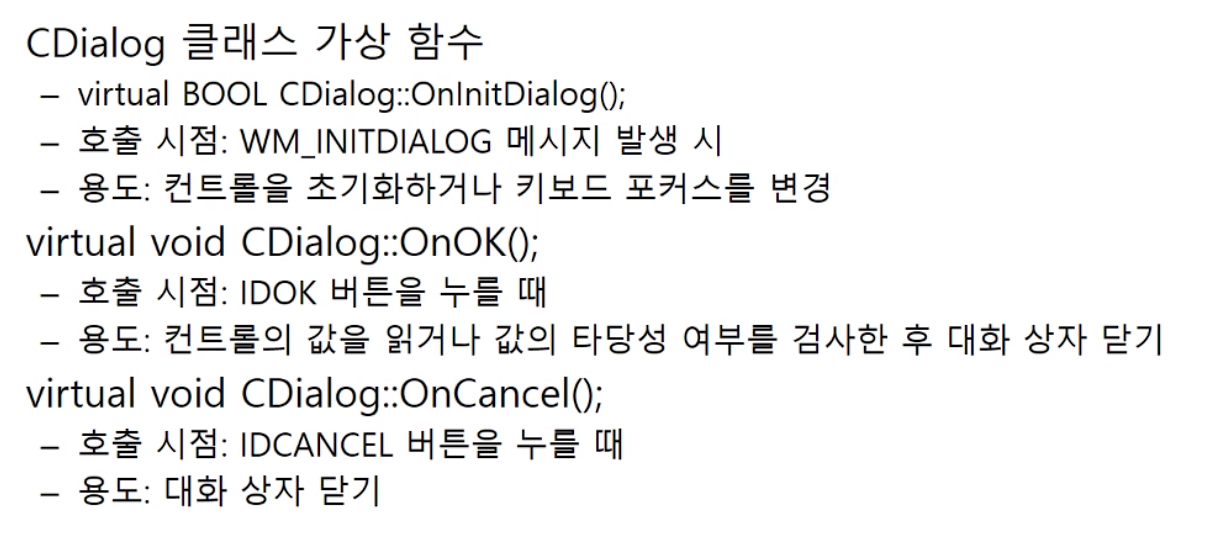 CDialog 클래스 가상 함수
– virtual BOOL CDialog::OnInitDialog();
– 호출 시점: WM_INITDIALOG 메시지 발생 시
– 용도: 컨트롤을 초기화하거나 키보드 포커스를 변경
virtual void CDialog::OnOK();
– 호출 시점: IDOK 버튼을 누를 때
– 용도: 컨트롤의 값을 읽거나 값의 타당성 여부를 검사한 후 대화 상자 닫기
virtual void CDialog::OnCancel();
– 호출 시점: IDCANCEL 버튼을 누를 때
– 용도: 대화 상자 닫기